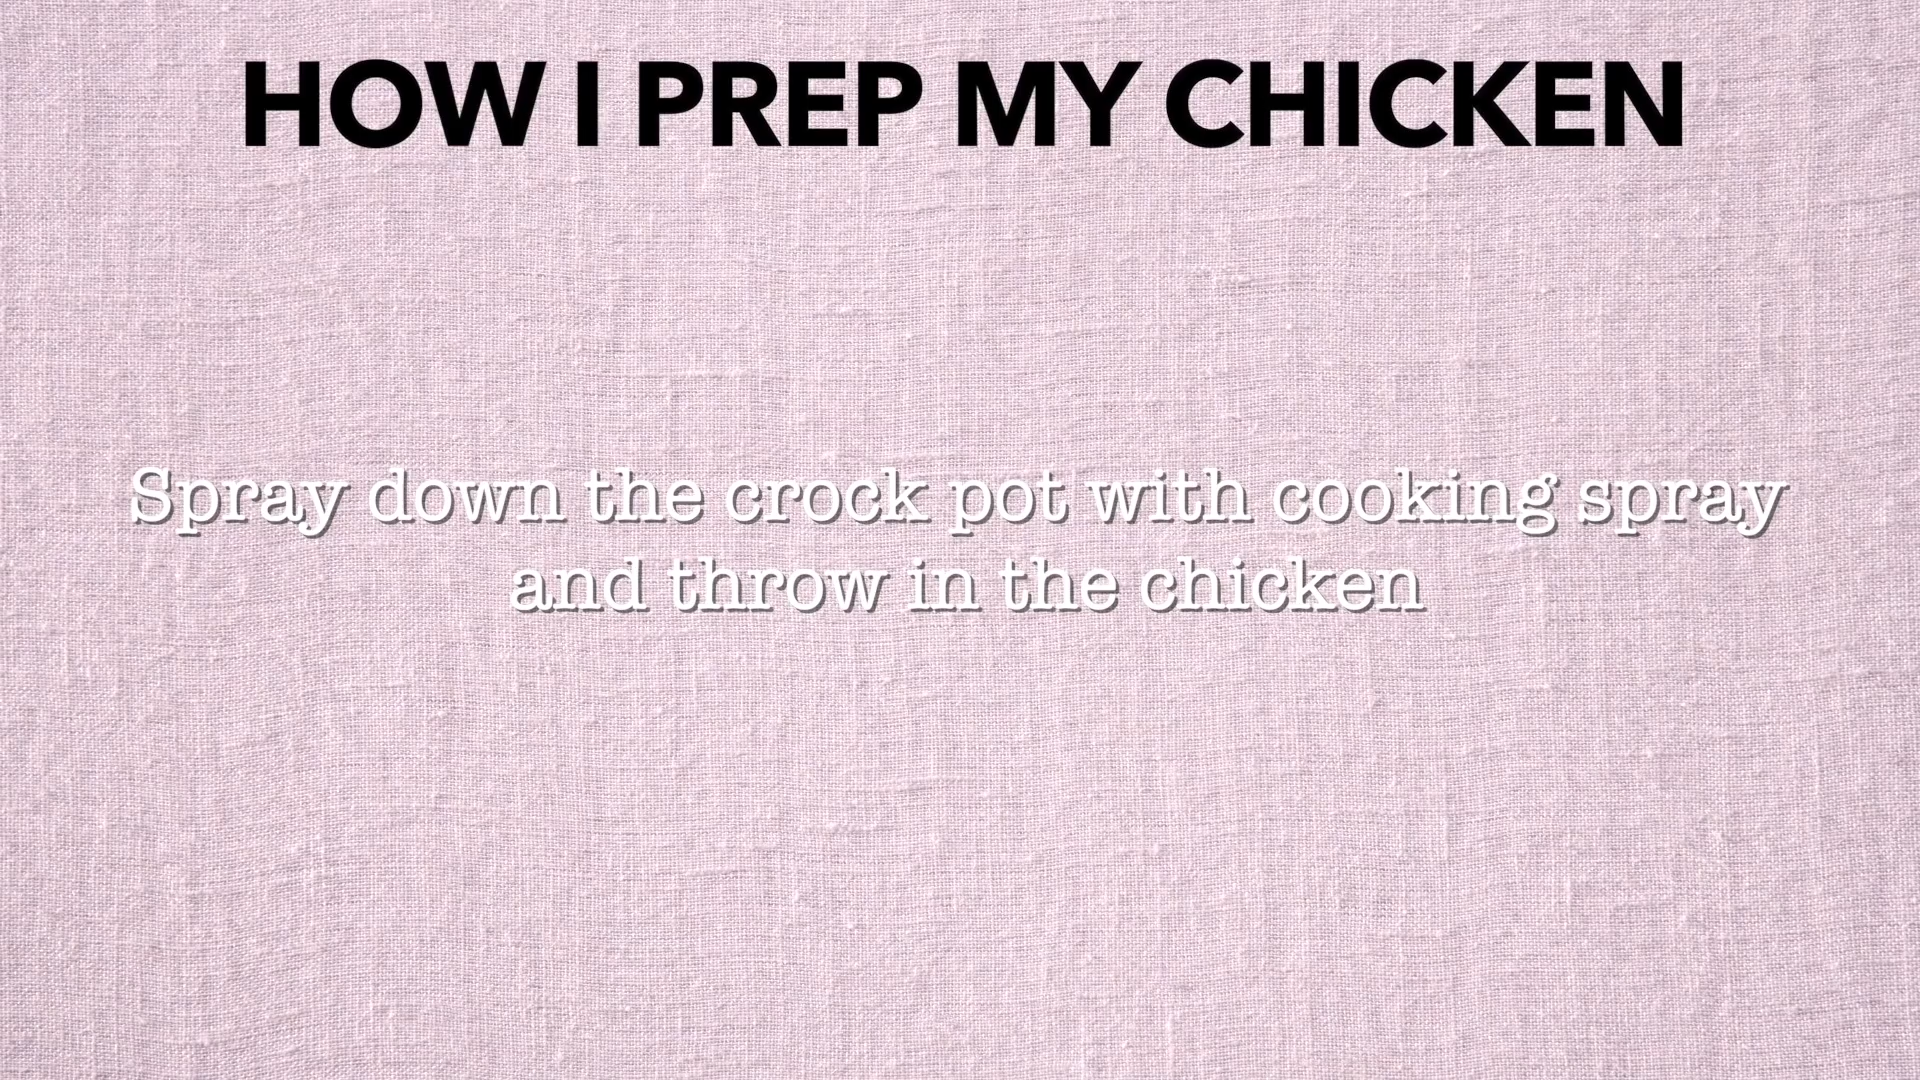 HOW I PREP MY CHICKEN
Spray down the crock pot with cooking spray
and throw in the chicken